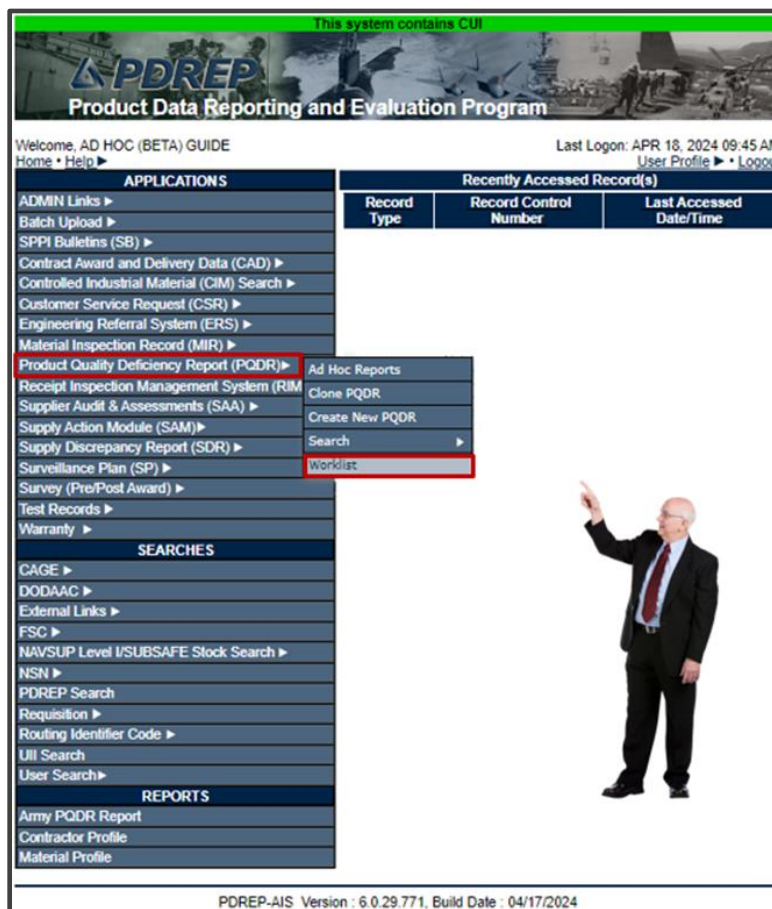 This system contains CUI
PDREP
Product Data Reporting and Evaluation Program
Welcome, AD HOC (BETA) GUIDE
Last Logon: APR 18, 2024 09:45 AM
Home • Help ►
User Profile ► • Logou
APPLICATIONS
ADMIN Links ►
Batch Upload ►
SPPI Bulletins (SB) ►
Contract Award and Delivery Data (CAD) ►
Controlled Industrial Material (CIM) Search ►
Customer Service Request (CSR) ►
Engineering Referral System (ERS) ►
Material Inspection Record (MIR) ►
Product Quality Deficiency Report (PQDR)►
Receipt Inspection Management System (RIM
Supplier Audit & Assessments (SAA) ►
Supply Action Module (SAM)►
Supply Discrepancy Report (SDR) ►
Surveillance Plan (SP) ►
Survey (Pre/Post Award) ►
Test Records ►
Warranty ►
Ad Hoc Reports
Clone PQDR
Create New PQDR
Search ►
Worklist
Recently Accessed Record(s)
Record Type
Record Control Number
Last Accessed Date/Time
SEARCHES
CAGE ►
DODAAC ►
External Links ►
FSC ►
NAVSUP Level I/SUBSAFE Stock Search ►
NSN ►
PDREP Search
Requisition ►
Routing Identifier Code ►
UII Search
User Search►
REPORTS
Army PQDR Report
Contractor Profile
Material Profile
PDREP-AIS Version : 6.0.29.771, Build Date : 04/17/2024